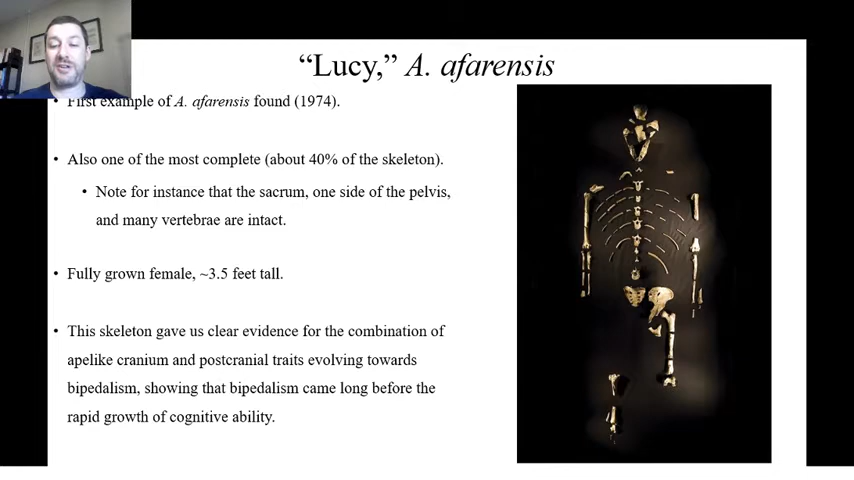 “Lucy,” A. afarensis
• First example of A. afarensis found (1974).
• Also one of the most complete (about 40% of the skeleton).
• Note for instance that the sacrum, one side of the pelvis,
and many vertebrae are intact.
• Fully grown female, ~3.5 feet tall.
• This skeleton gave us clear evidence for the combination of
apelike cranium and postcranial traits evolving towards
bipedalism, showing that bipedalism came long before the
rapid growth of cognitive ability.